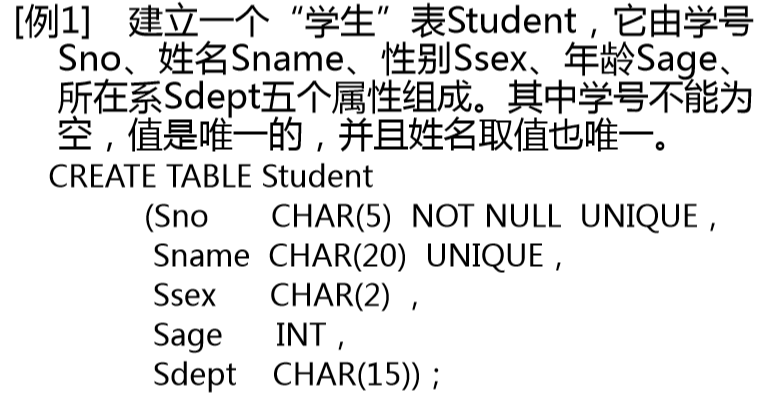 [例1] 建立一个“学生”表Student，它由学号
Sno、姓名Sname、性别Ssex、年龄Sage、
所在系Sdept五个属性组成。其中学号不能为
空，值是唯一的，并且姓名取值也唯一。
CREATE TABLE Student
(Sno CHAR(5) NOT NULL UNIQUE，
Sname CHAR(20) UNIQUE，
Ssex CHAR(2) ，
Sage INT，
Sdept CHAR(15))；